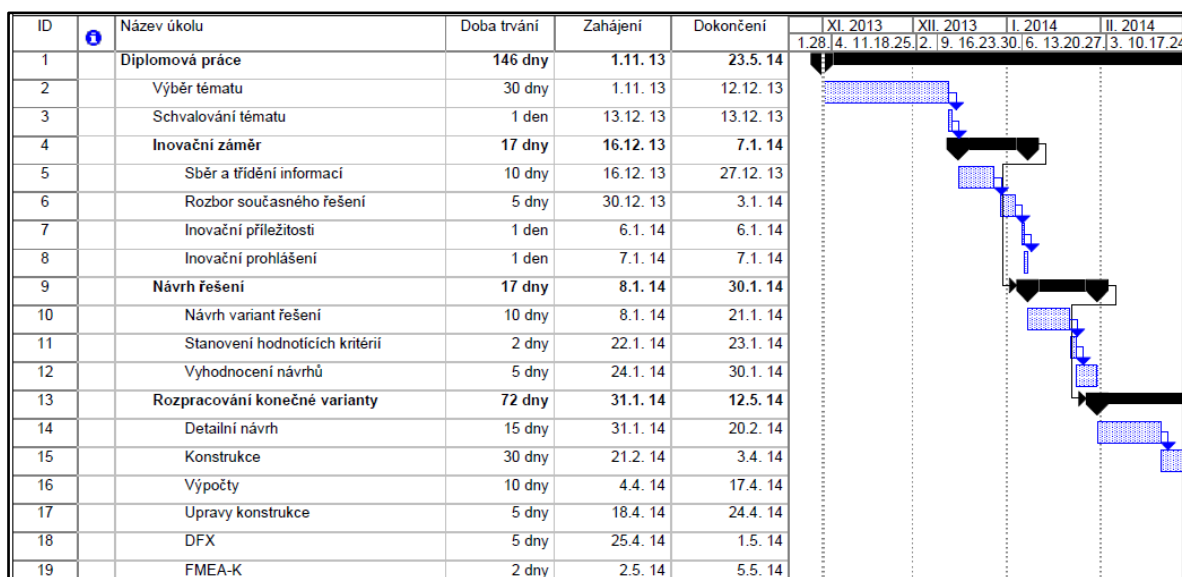 ID Název úkolu Doba trvání Zahájení Dokončení XI. 2013 XII. 2013 I. 2014 II. 2014
1.28. 4. 11.18.25. 2. 9. 16.23.30. 6. 13.20.27. 3. 10.17.24
1 Diplomová práce 146 dny 1.11. 13 23.5. 14
2 Výběr tématu 30 dny 1.11. 13 12.12. 13
3 Schvalování tématu 1 den 13.12. 13 13.12. 13
4 Inovační záměr 17 dny 16.12. 13 7.1. 14
5 Sběr a třídění informací 10 dny 16.12. 13 27.12. 13
6 Rozbor současného řešení 5 dny 30.12. 13 3.1. 14
7 Inovační příležitosti 1 den 6.1. 14 6.1. 14
8 Inovační prohlášení 1 den 7.1. 14 7.1. 14
9 Návrh řešení 17 dny 8.1. 14 30.1. 14
10 Návrh variant řešení 10 dny 8.1. 14 21.1. 14
11 Stanovení hodnotících kritérií 2 dny 22.1. 14 23.1. 14
12 Vyhodnocení návrhů 5 dny 24.1. 14 30.1. 14
13 Rozpracování konečné varianty 72 dny 31.1. 14 12.5. 14
14 Detailní návrh 15 dny 31.1. 14 20.2. 14
15 Konstrukce 30 dny 21.2. 14 3.4. 14
16 Výpočty 10 dny 4.4. 14 17.4. 14
17 Upravy konstrukce 5 dny 18.4. 14 24.4. 14
18 DFX 5 dny 25.4. 14 1.5. 14
19 FMEA-K 2 dny 2.5. 14 5.5. 14